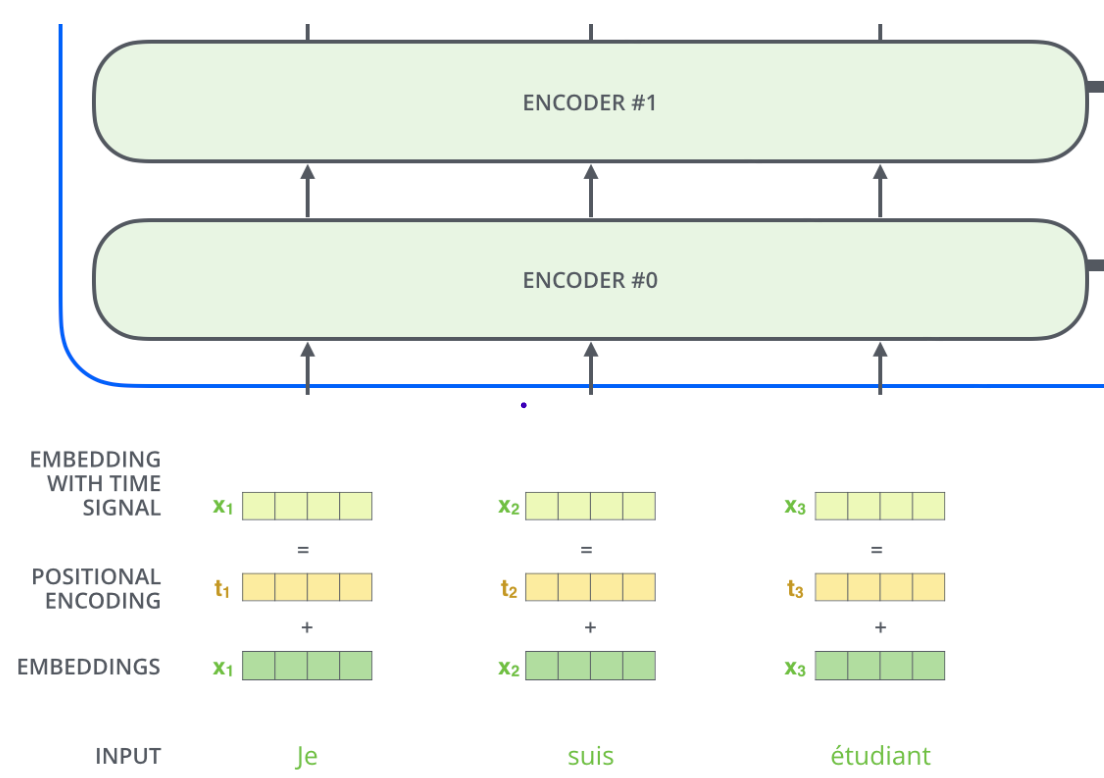 ENCODER #1
ENCODER #0
EMBEDDING
WITH TIME
SIGNAL
x₁ x₂ x₃
= = =
POSITIONAL
ENCODING
t₁ t₂ t₃
+ + +
EMBEDDINGS x₁ x₂ x₃
INPUT Je suis étudiant